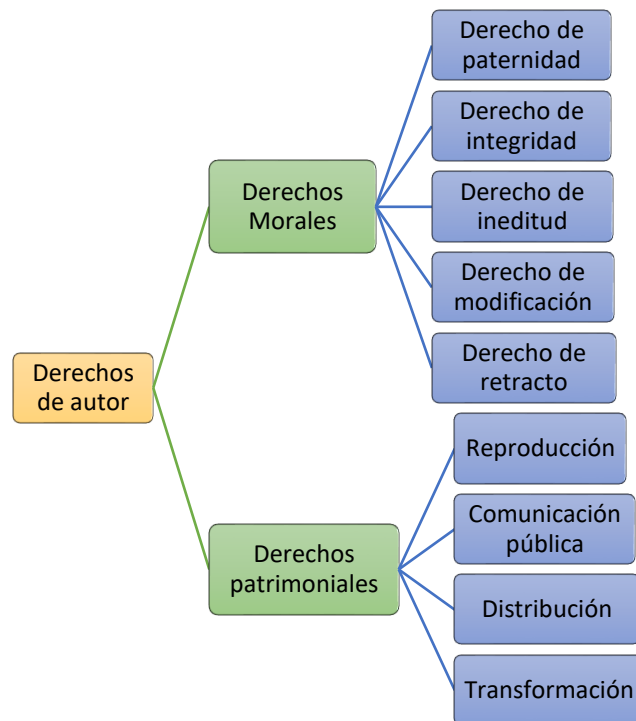 Derechos
de autor
Derechos
Morales
Derecho de
paternidad
Derecho de
integridad
Derecho de
ineditud
Derecho de
modificación
Derecho de
retracto
Derechos
patrimoniales
Reproducción
Comunicación
pública
Distribución
Transformación